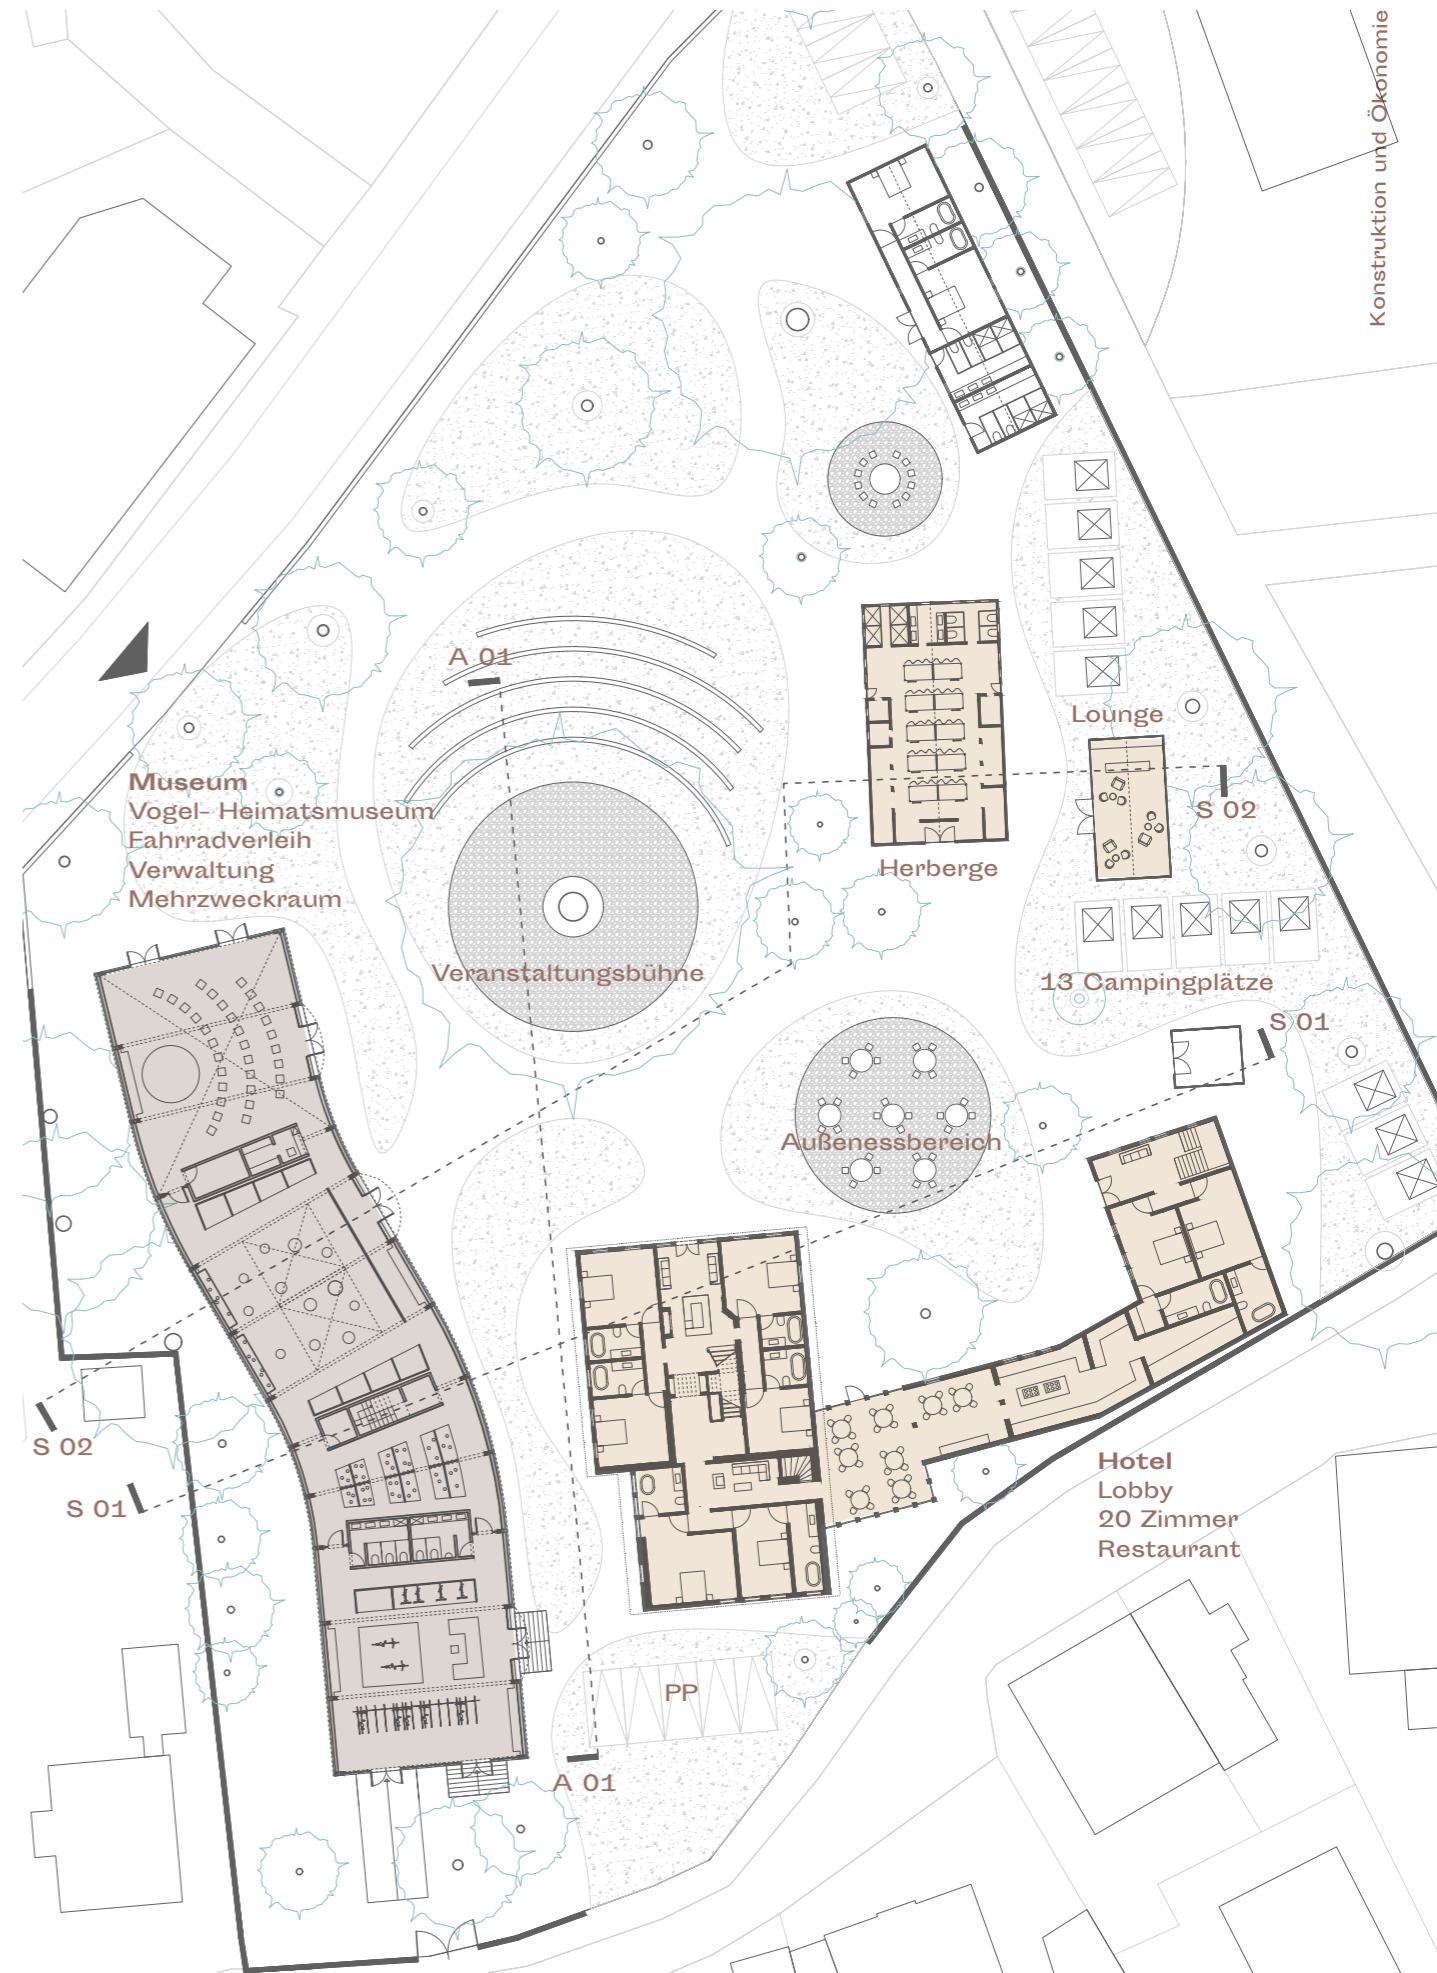 Konstruktion und Ökonomie
A 01
Lounge
Museum
Vogel- Heimatsmuseum
Fahrradverleih
Verwaltung
Mehrzweckraum
S 02
Herberge
Veranstaltungsbühne
13 Campingplätze
S 01
Außenessbereich
S 02
S 01
Hotel
Lobby
20 Zimmer
Restaurant
PP
A 01